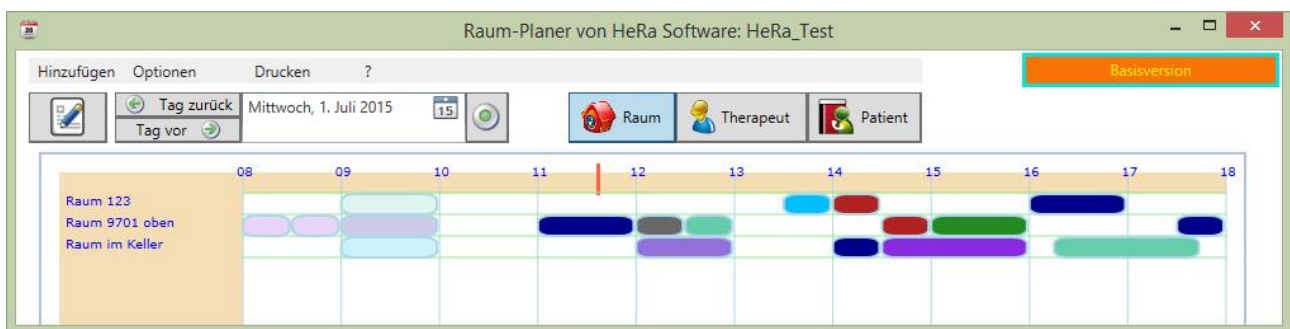 Raum-Planer von HeRa Software: HeRa_Test
Hinzufügen Optionen Drucken ?
Basisversion
Tag zurück
Mittwoch, 1. Juli 2015
15
Tag vor
Raum
Therapeut
Patient
08 09 10 11 12 13 14 15 16 17 18
Raum 123
Raum 9701 oben
Raum im Keller